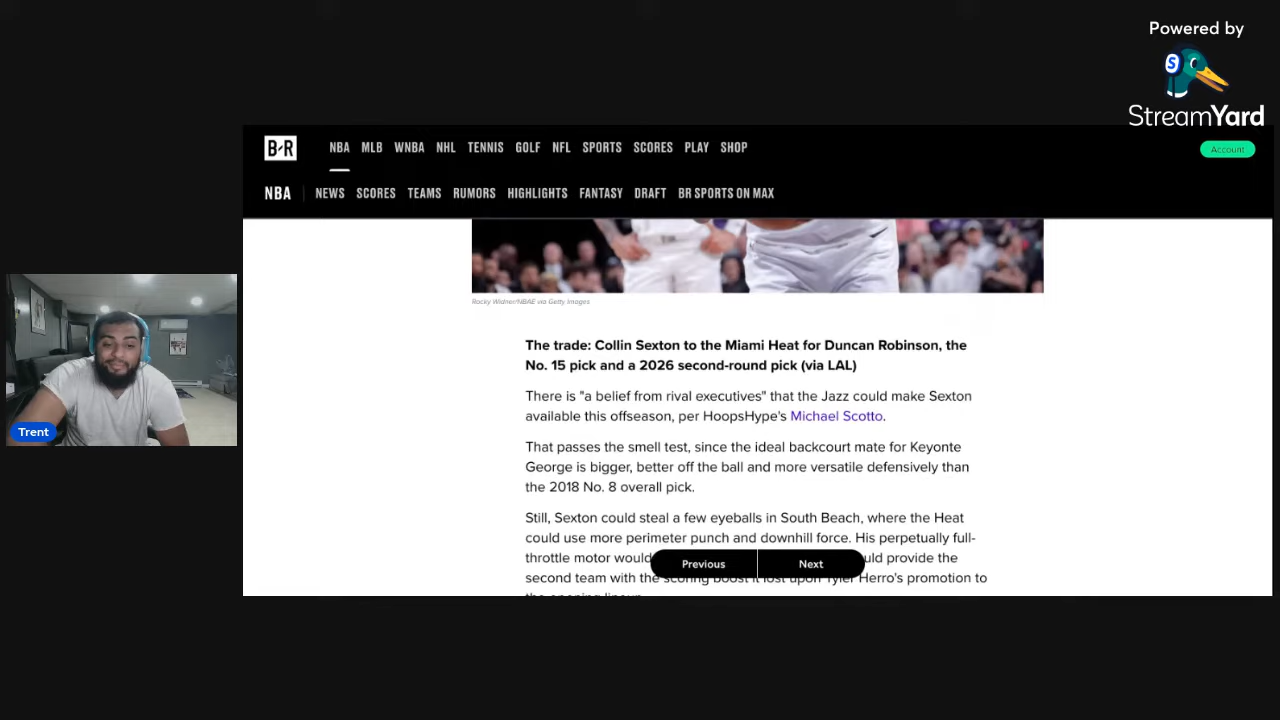 Powered by
StreamYard
B/R NBA MLB WNBA NHL TENNIS GOLF NFL SPORTS SCORES PLAY SHOP Account
NBA NEWS SCORES TEAMS RUMORS HIGHLIGHTS FANTASY DRAFT BR SPORTS ON MAX
Rocky Widner/NBAE via Getty Images
The trade: Collin Sexton to the Miami Heat for Duncan Robinson, the
No. 15 pick and a 2026 second-round pick (via LAL)
There is "a belief from rival executives" that the Jazz could make Sexton
available this offseason, per HoopsHype's Michael Scotto.
That passes the smell test, since the ideal backcourt mate for Keyonte
George is bigger, better off the ball and more versatile defensively than
the 2018 No. 8 overall pick.
Still, Sexton could steal a few eyeballs in South Beach, where the Heat
could use more perimeter punch and downhill force. His perpetually full-
throttle motor would provide the
Previous Next
second team with the scoring boost it lost upon Tyler Herro's promotion to
Trent